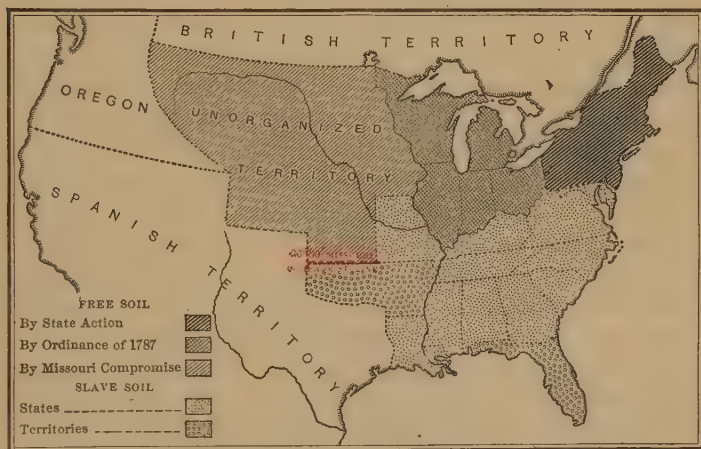 BRITISH TERRITORY
OREGON
UNORGANIZED
TERRITORY
SPANISH TERRITORY
FREE SOIL
By State Action
By Ordinance of 1787
By Missouri Compromise
SLAVE SOIL
States
Territories